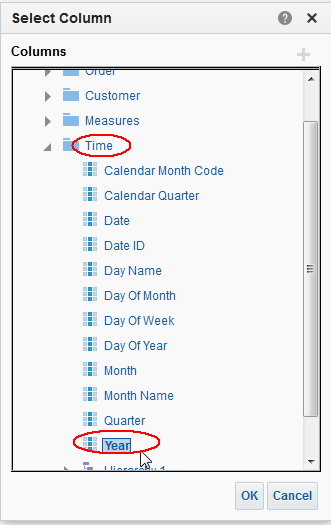 Select Column
Columns
Order
Customer
Measures
Time
Calendar Month Code
Calendar Quarter
Date
Date ID
Day Name
Day Of Month
Day Of Week
Day Of Year
Month
Month Name
Quarter
Year
Hierarchy 1
OK Cancel